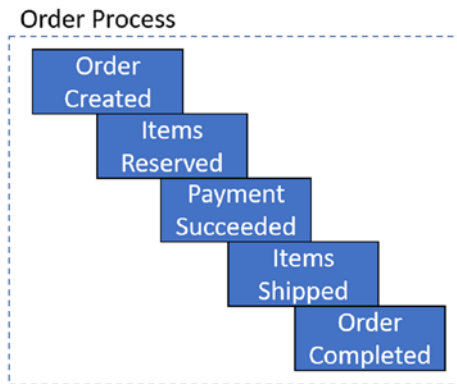 Order Process
Order
Created
Items
Reserved
Payment
Succeeded
Items
Shipped
Order
Completed